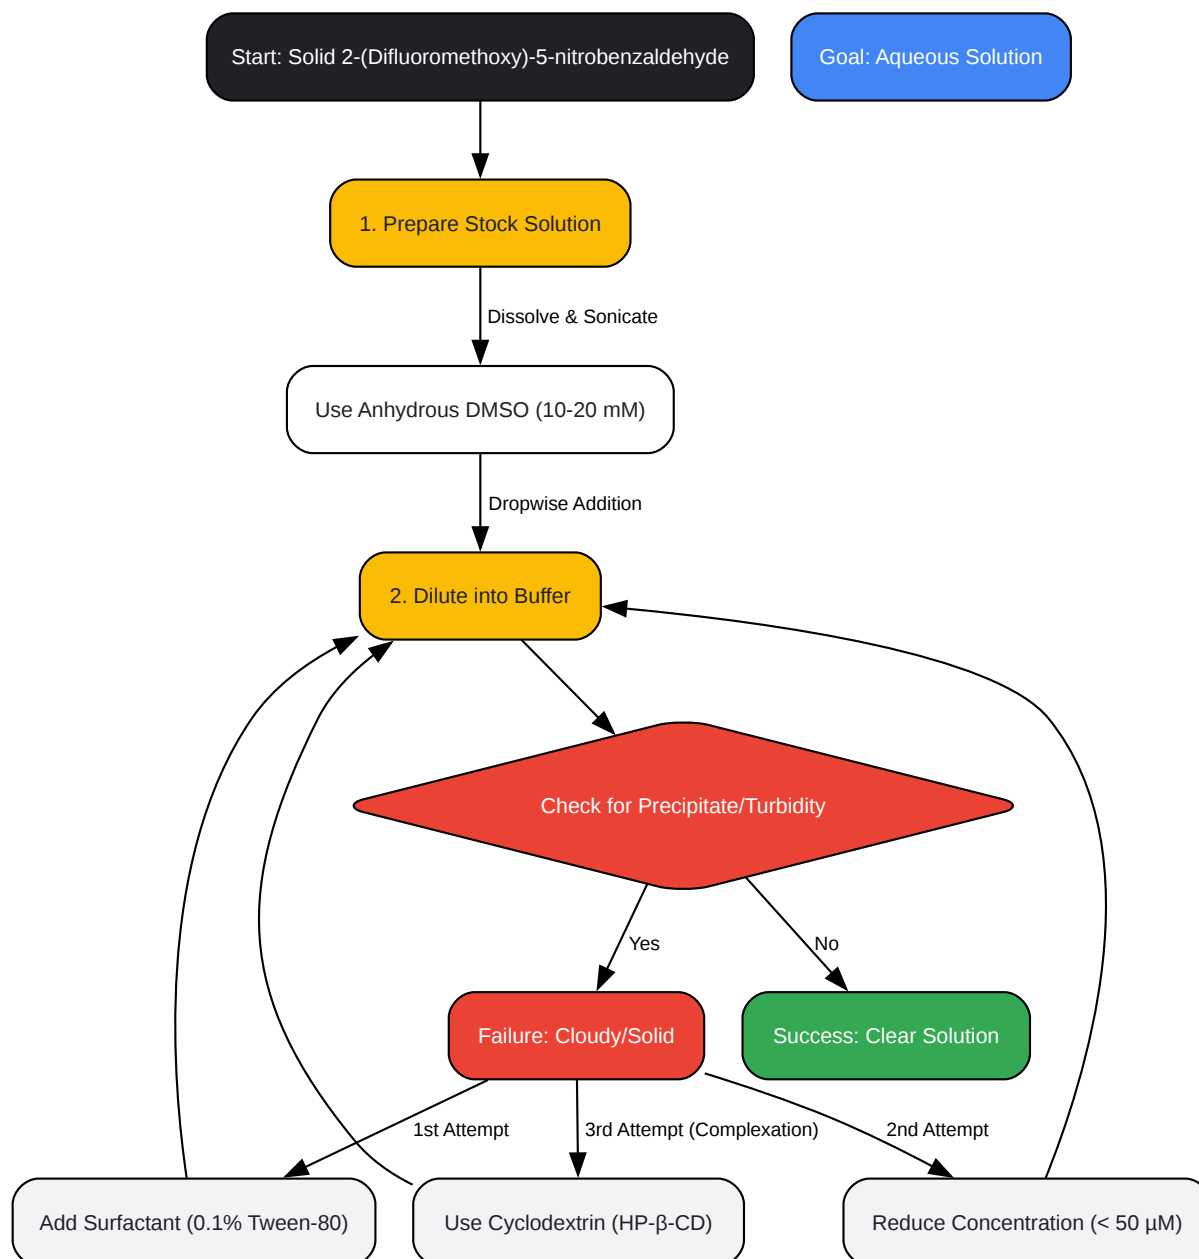 Start: Solid 2-(Difluoromethoxy)-5-nitrobenzaldehyde
Goal: Aqueous Solution
1. Prepare Stock Solution
Dissolve & Sonicate
Use Anhydrous DMSO (10-20 mM)
Dropwise Addition
2. Dilute into Buffer
Check for Precipitate/Turbidity
Yes
No
Failure: Cloudy/Solid
Success: Clear Solution
1st Attempt
3rd Attempt (Complexation)
2nd Attempt
Add Surfactant (0.1% Tween-80)
Use Cyclodextrin (HP-β-CD)
Reduce Concentration (< 50 µM)